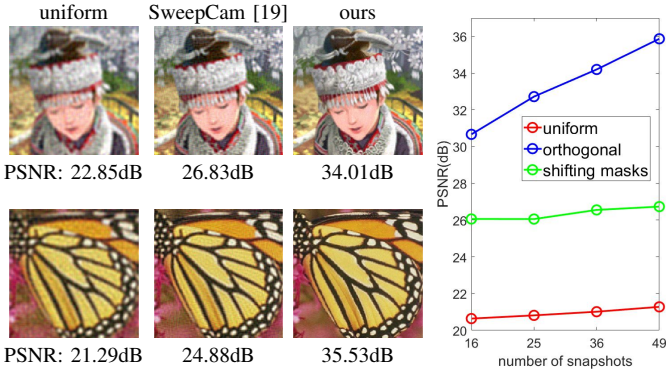 uniform SweepCam [19] ours
PSNR: 22.85dB 26.83dB 34.01dB
PSNR: 21.29dB 24.88dB 35.53dB
36
34
32
30
28
26
24
22
20
PSNR(dB)
uniform
orthogonal
shifting masks
16 25 36 49
number of snapshots